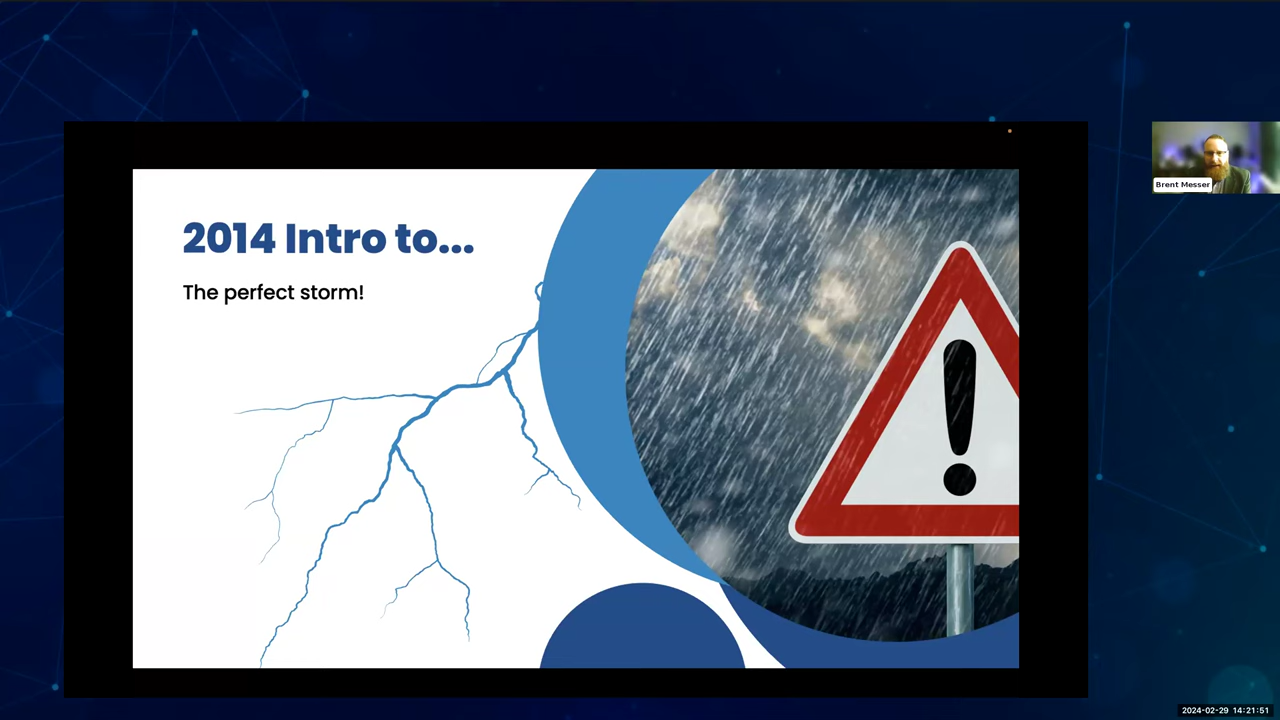 2014 Intro to...
The perfect storm!
Brent Messer
2024-02-29 14:21:51